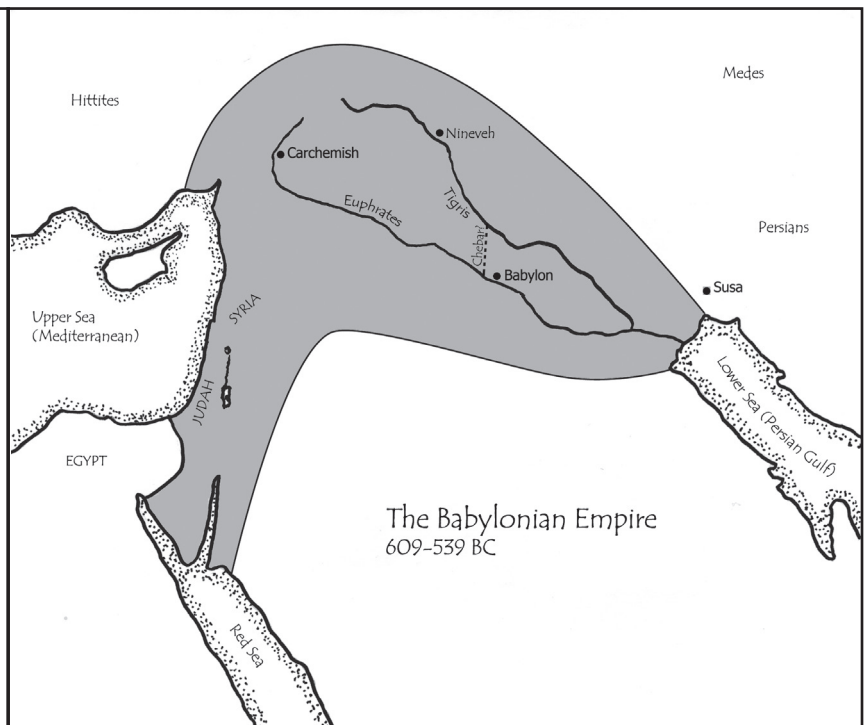 Medes
Hittites
Nineveh
Carchemish
Tigris
Euphrates
Chebar?
Persians
Babylon
Susa
SYRIA
Upper Sea
(Mediterranean)
JUDAH
Lower Sea (Persian Gulf)
EGYPT
The Babylonian Empire
609–539 BC
Red Sea